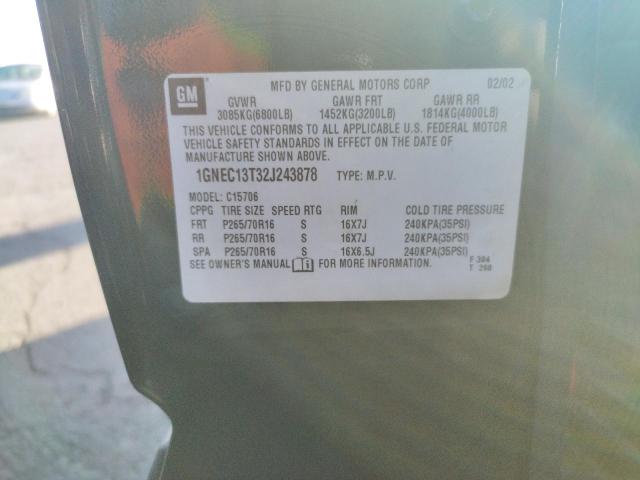 GM
MFD BY GENERAL MOTORS CORP 02/02
GVWR GAWR FRT GAWR RR
3085KG(6800LB) 1452KG(3200LB) 1814KG(4000LB)
THIS VEHICLE CONFORMS TO ALL APPLICABLE U.S. FEDERAL MOTOR
VEHICLE SAFETY STANDARDS IN EFFECT ON THE DATE OF
MANUFACTURE SHOWN ABOVE.
1GNEC13T32J243878 TYPE: M.P.V.
MODEL: C15706
CPPG TIRE SIZE SPEED RTG RIM COLD TIRE PRESSURE
FRT P265/70R16 S 16X7J 240KPA(35PSI)
RR P265/70R16 S 16X7J 240KPA(35PSI)
SPA P265/70R16 S 16X6.5J 240KPA(35PSI)
SEE OWNER'S MANUAL FOR MORE INFORMATION.
F 304
T 260